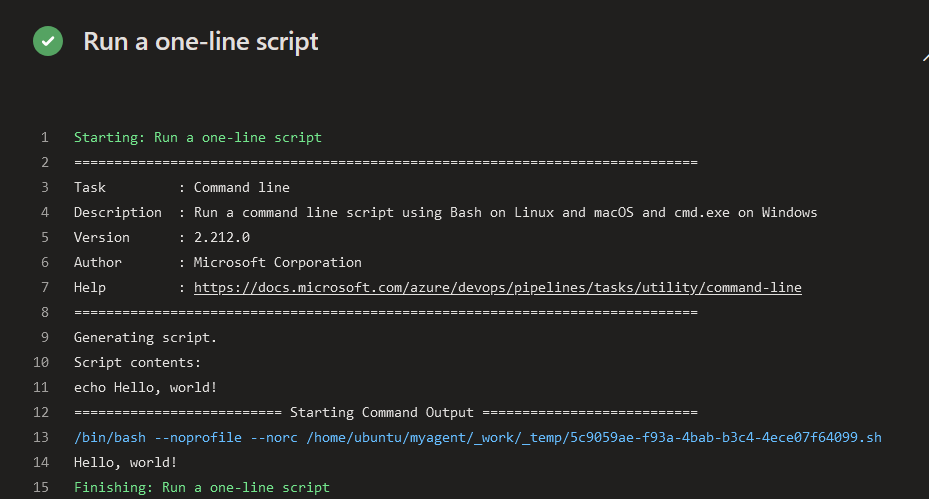 Run a one-line script
1 Starting: Run a one-line script
2 ==============================================================================
3 Task         : Command line
4 Description  : Run a command line script using Bash on Linux and macOS and cmd.exe on Windows
5 Version      : 2.212.0
6 Author       : Microsoft Corporation
7 Help         : https://docs.microsoft.com/azure/devops/pipelines/tasks/utility/command-line
8 ==============================================================================
9 Generating script.
10 Script contents:
11 echo Hello, world!
12 ========================== Starting Command Output ===========================
13 /bin/bash --noprofile --norc /home/ubuntu/myagent/_work/_temp/5c9059ae-f93a-4bab-b3c4-4ece07f64099.sh
14 Hello, world!
15 Finishing: Run a one-line script